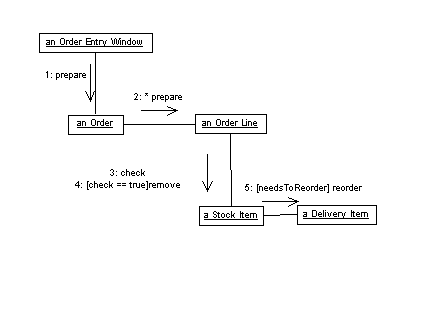 an Order Entry Window
1: prepare
2: * prepare
an Order
an Order Line
3: check
4: [check == true]remove
5: [needsToReorder] reorder
a Stock Item
a Delivery Item